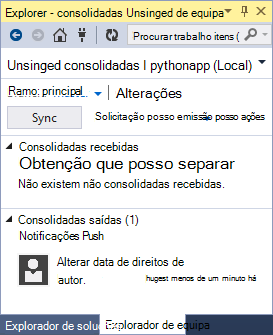 Explorer - consolidadas Unsinged de equipa
Procurar trabalho itens (
Unsinged consolidadas | pythonapp (Local)
Ramo: principal | Alterações
Sync Solicitação posso emissão posso ações
Consolidadas recebidas
Obtenção que posso separar
Não existem não consolidadas recebidas.
Consolidadas saídas (1)
Notificações Push
Alterar data de direitos de
autor. hugest menos de um minuto há
Explorador de solu Explorador de equipa